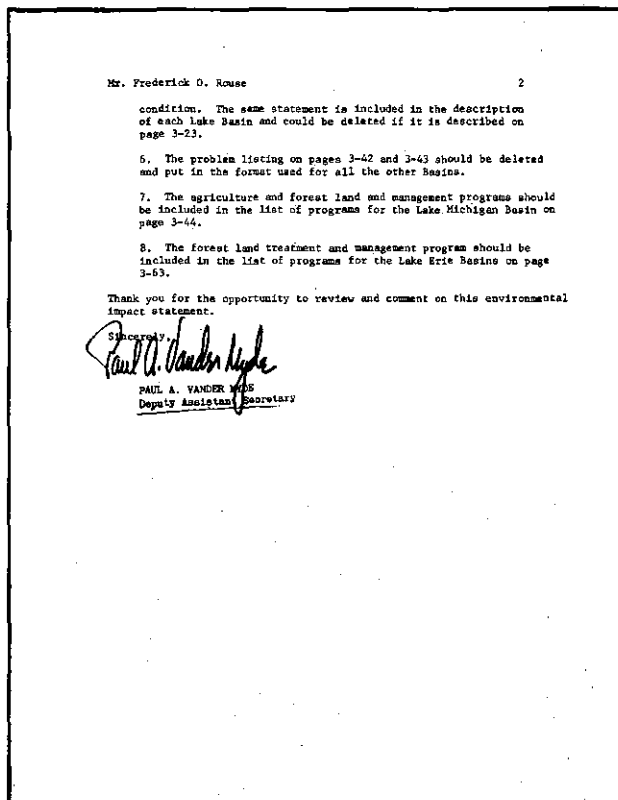 Mr. Frederick O. Rouse 2
condition. The same statement is included in the description
of each Lake Basin and could be deleted if it is described on
page 3-23.
6. The problem listing on pages 3-42 and 3-43 should be deleted
and put in the format used for all the other Basins.
7. The agriculture and forest land and management programs should
be included in the list of programs for the Lake Michigan Basin on
page 3-44.
8. The forest land treatment and management program should be
included in the list of programs for the Lake Erie Basins on page
3-63.
Thank you for the opportunity to review and comment on this environmental
impact statement.
Sincerely,
Paul A. Vander Myde
PAUL A. VANDER MYDE
Deputy Assistant Secretary